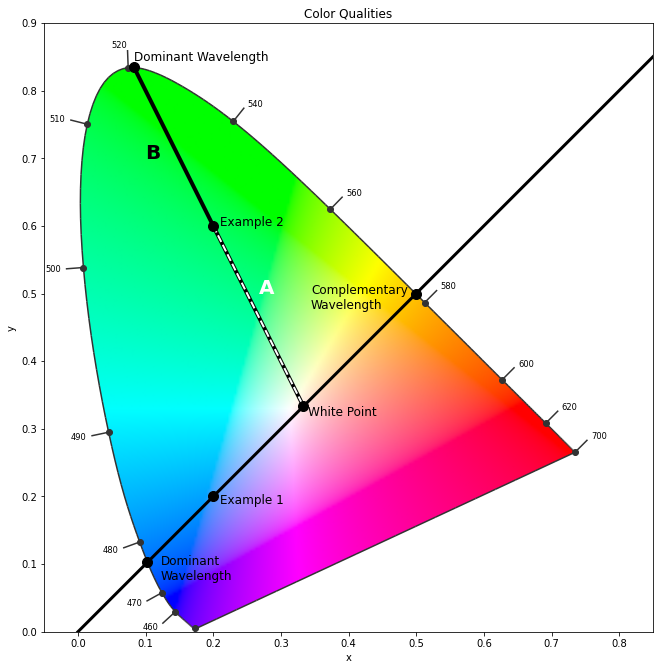 Color Qualities
0.9
0.8
0.7
0.6
0.5
0.4
0.3
0.2
0.1
0.0
y
0.0
0.1
0.2
0.3
0.4
0.5
0.6
0.7
0.8
x
520
Dominant Wavelength
540
510
B
560
Example 2
500
A
Complementary
Wavelength
580
600
White Point
620
490
700
Example 1
480
Dominant
Wavelength
470
460